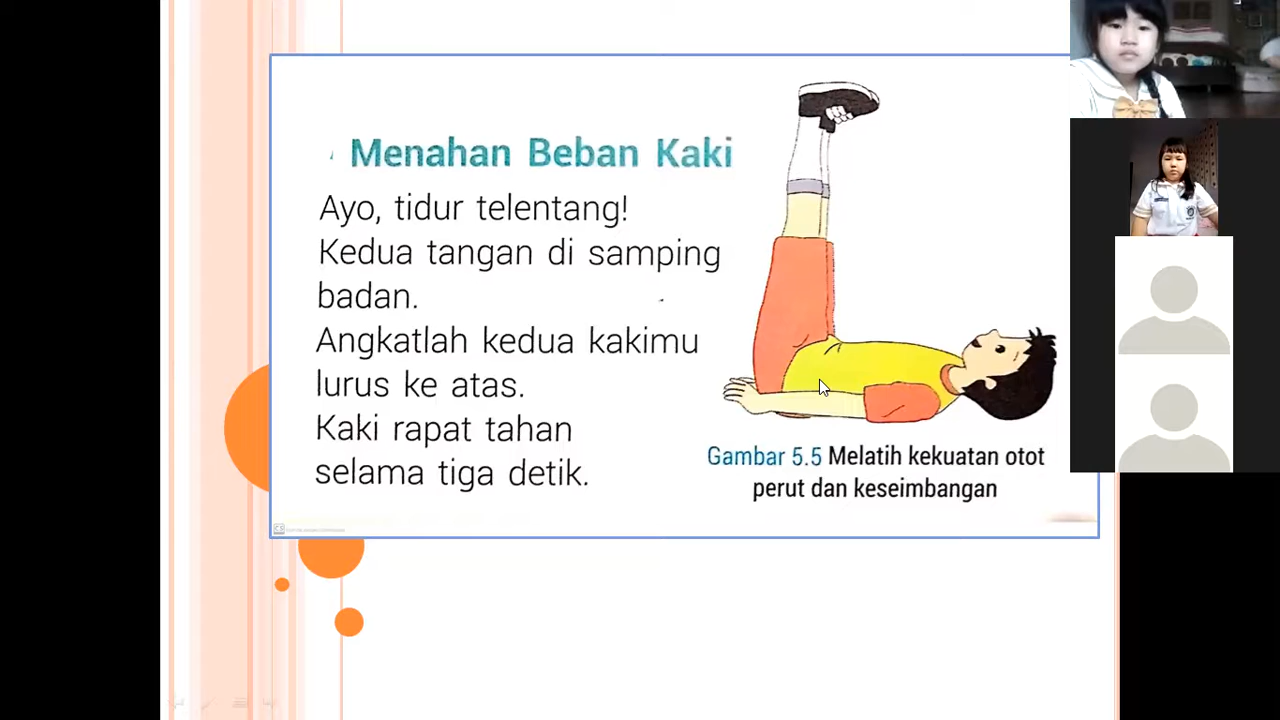 Menahan Beban Kaki
Ayo, tidur telentang!
Kedua tangan di samping
badan.
Angkatlah kedua kakimu
lurus ke atas.
Kaki rapat tahan
selama tiga detik.
Gambar 5.5 Melatih kekuatan otot
perut dan keseimbangan